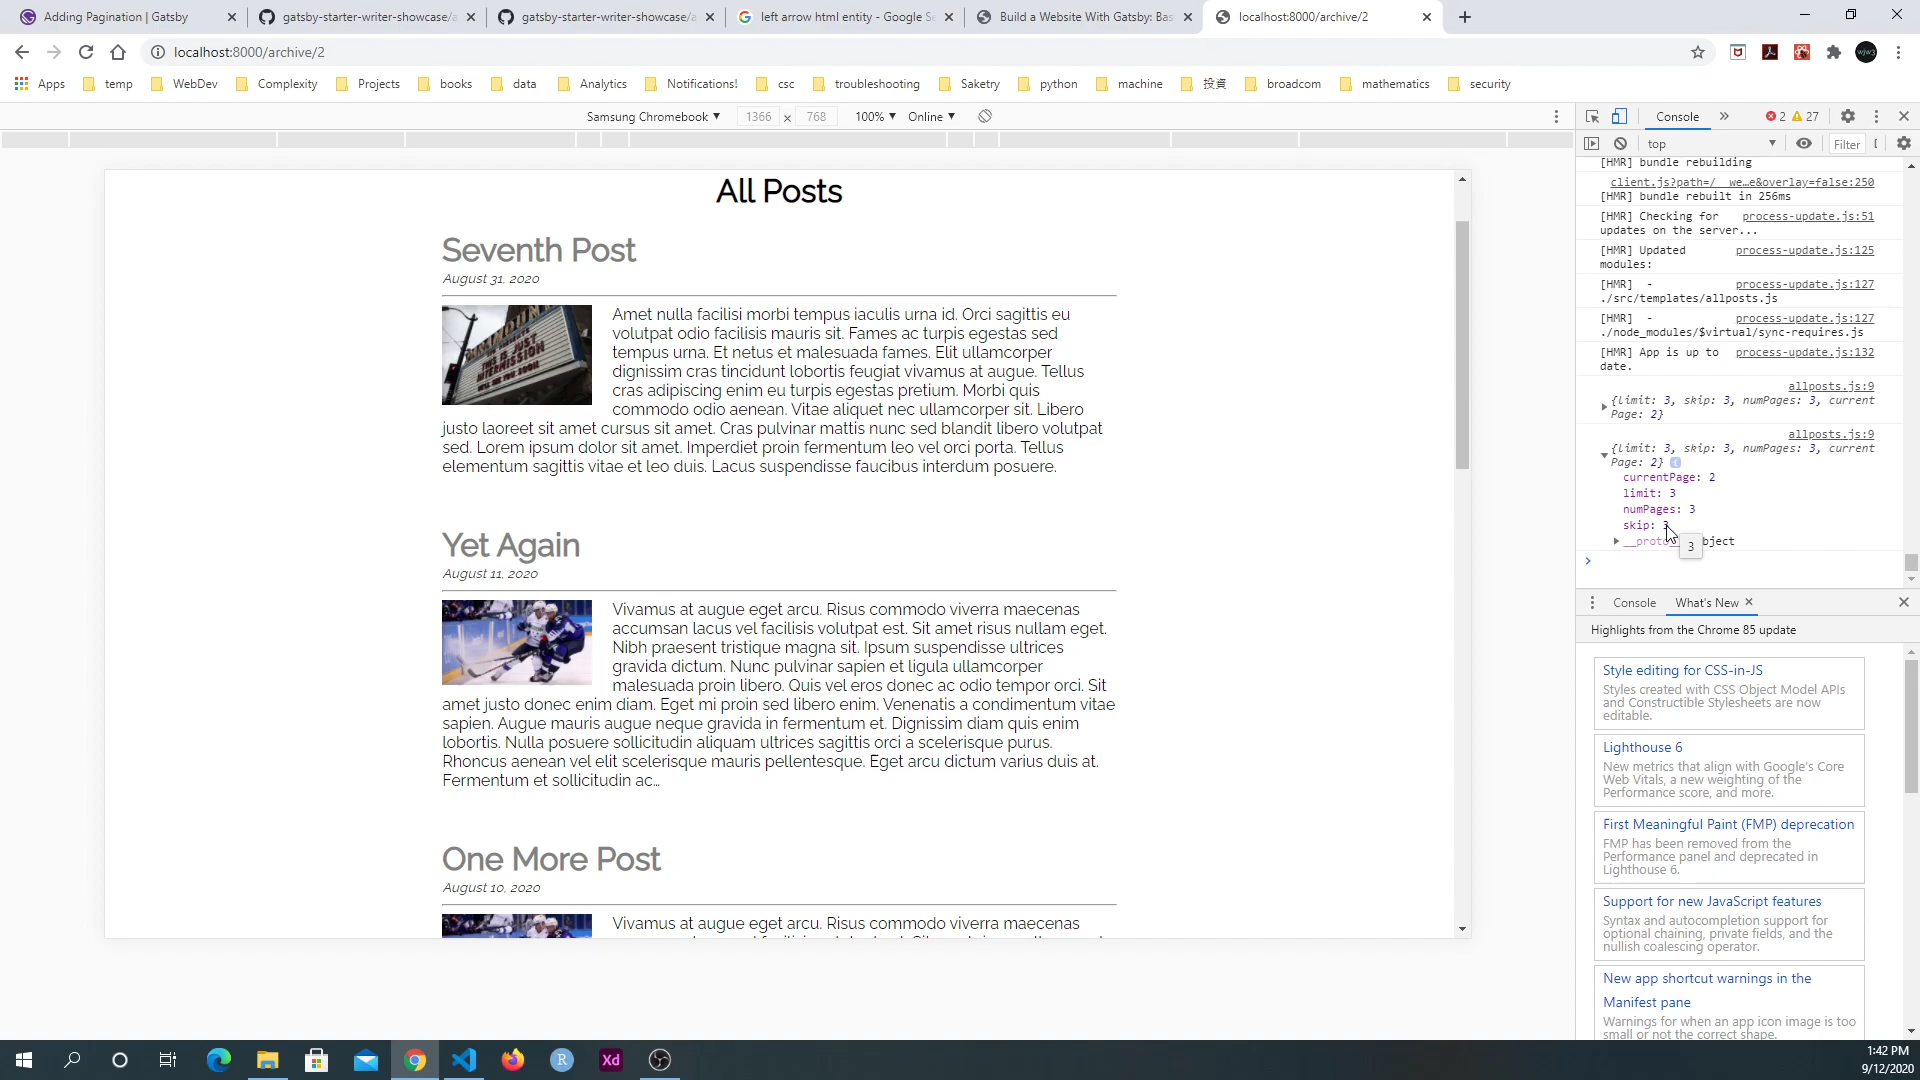 Adding Pagination | Gatsby
gatsby-starter-writer-showcase/a
gatsby-starter-writer-showcase/a
left arrow html entity - Google Se
Build a Website With Gatsby: Bas
localhost:8000/archive/2
localhost:8000/archive/2
Apps temp WebDev Complexity Projects books data Analytics Notifications! csc troubleshooting Saketry python machine 投資 broadcom mathematics security
Samsung Chromebook 1366 x 768 100% Online
Console 2 27
top Filter
All Posts
Seventh Post
August 31, 2020
Amet nulla facilisi morbi tempus iaculis urna id. Orci sagittis eu
volutpat odio facilisis mauris sit. Fames ac turpis egestas sed
tempus urna. Et netus et malesuada fames. Elit ullamcorper
dignissim cras tincidunt lobortis feugiat vivamus at augue. Tellus
cras adipiscing enim eu turpis egestas pretium. Morbi quis
commodo odio aenean. Vitae aliquet nec ullamcorper sit. Libero
justo laoreet sit amet cursus sit amet. Cras pulvinar mattis nunc sed blandit libero volutpat
sed. Lorem ipsum dolor sit amet. Imperdiet proin fermentum leo vel orci porta. Tellus
elementum sagittis vitae et leo duis. Lacus suspendisse faucibus interdum posuere.
Yet Again
August 11, 2020
Vivamus at augue eget arcu. Risus commodo viverra maecenas
accumsan lacus vel facilisis volutpat est. Sit amet risus nullam eget.
Nibh praesent tristique magna sit. Ipsum suspendisse ultrices
gravida dictum. Nunc pulvinar sapien et ligula ullamcorper
malesuada proin libero. Quis vel eros donec ac odio tempor orci. Sit
amet justo donec enim diam. Eget mi proin sed libero enim. Venenatis a condimentum vitae
sapien. Augue mauris augue neque gravida in fermentum et. Dignissim diam quis enim
lobortis. Nulla posuere sollicitudin aliquam ultrices sagittis orci a scelerisque purus.
Rhoncus aenean vel elit scelerisque mauris pellentesque. Eget arcu dictum varius duis at.
Fermentum et sollicitudin ac…
One More Post
August 10, 2020
Vivamus at augue eget arcu. Risus commodo viverra maecenas
[HMR] bundle rebuilding
client.js?path=/__we…e&overlay=false:250
[HMR] bundle rebuilt in 256ms
[HMR] Checking for process-update.js:51
updates on the server...
[HMR] Updated process-update.js:125
modules:
[HMR] - process-update.js:127
./src/templates/allposts.js
[HMR] - process-update.js:127
./node_modules/$virtual/sync-requires.js
[HMR] App is up to process-update.js:132
date.
allposts.js:9
{limit: 3, skip: 3, numPages: 3, current
Page: 2}
allposts.js:9
{limit: 3, skip: 3, numPages: 3, current
Page: 2}
currentPage: 2
limit: 3
numPages: 3
skip: 3
3
Console What's New
Highlights from the Chrome 85 update
Style editing for CSS-in-JS
Styles created with CSS Object Model APIs
and Constructible Stylesheets are now
editable.
Lighthouse 6
New metrics that align with Google's Core
Web Vitals, a new weighting of the
Performance score, and more.
First Meaningful Paint (FMP) deprecation
FMP has been removed from the
Performance panel and deprecated in
Lighthouse 6.
Support for new JavaScript features
Syntax and autocompletion support for
optional chaining, private fields, and the
nullish coalescing operator.
New app shortcut warnings in the
Manifest pane
Warnings for when an app icon image is too
small or not the correct shape.
1:42 PM
9/12/2020